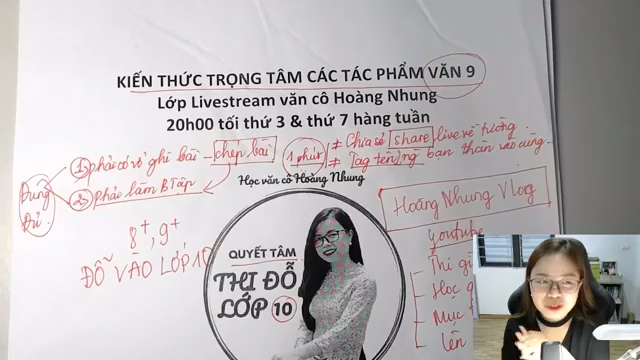 KIẾN THỨC TRỌNG TÂM CÁC TÁC PHẨM VĂN 9
Lớp Livestream văn cô Hoàng Nhung
20h00 tối thứ 3 & thứ 7 hàng tuần
① phải có vở ghi bài - chép bài
② phải làm BTập
Đúng
Đủ
1 phút
* Chia sẻ [share] live về tường
* [Tag tên] ng bạn thân vào cùng
Học văn cô Hoàng Nhung
8+, 9+
ĐỖ VÀO LỚP 10
Hoàng Nhung Vlog
youtube
Thi
Học
Mục
lên
QUYẾT TÂM
THI ĐỖ
LỚP 10